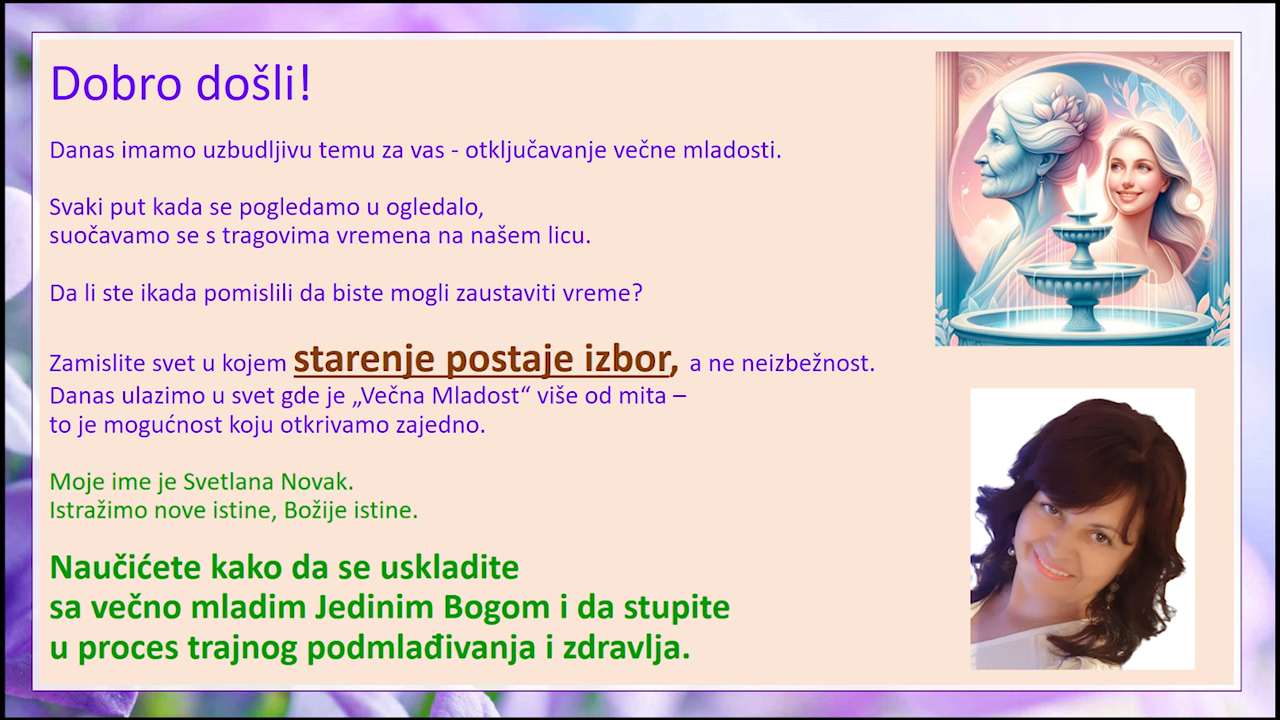 Dobro došli!
Danas imamo uzbudljivu temu za vas - otključavanje večne mladosti.
Svaki put kada se pogledamo u ogledalo,
suočavamo se s tragovima vremena na našem licu.
Da li ste ikada pomislili da biste mogli zaustaviti vreme?
Zamislite svet u kojem starenje postaje izbor, a ne neizbežnost.
Danas ulazimo u svet gde je „Večna Mladost“ više od mita –
to je mogućnost koju otkrivamo zajedno.
Moje ime je Svetlana Novak.
Istražimo nove istine, Božije istine.
Naučićete kako da se uskladite
sa večno mladim Jedinim Bogom i da stupite
u proces trajnog podmlađivanja i zdravlja.